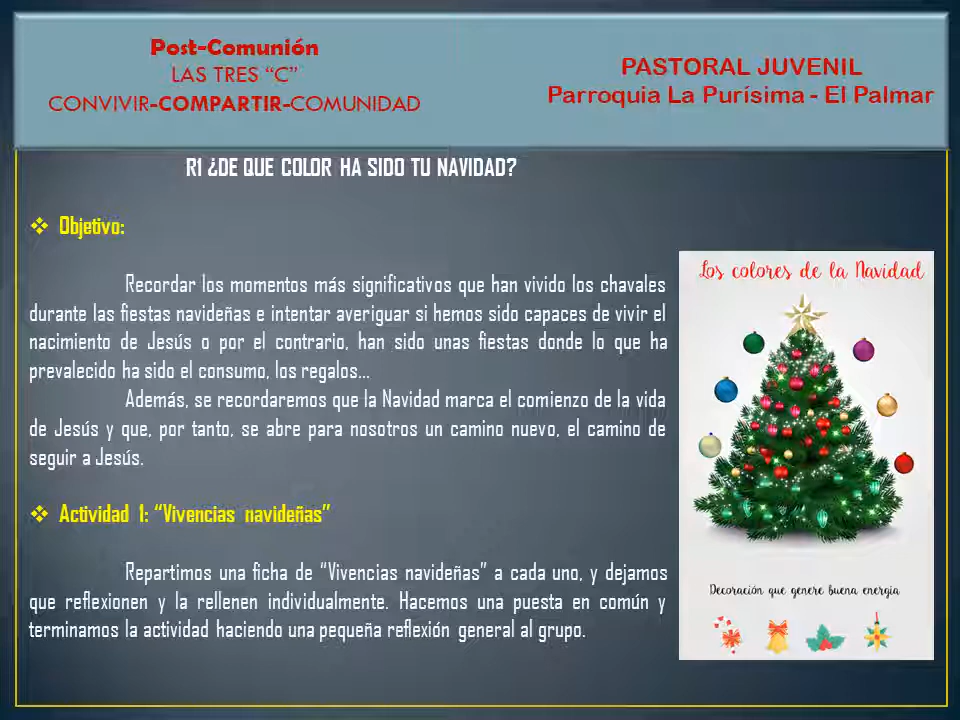 Post-Comunión
LAS TRES “C”
CONVIVIR-COMPARTIR-COMUNIDAD
PASTORAL JUVENIL
Parroquia La Purísima - El Palmar
R1 ¿DE QUE COLOR HA SIDO TU NAVIDAD?
Objetivo:
Recordar los momentos más significativos que han vivido los chavales
durante las fiestas navideñas e intentar averiguar si hemos sido capaces de vivir el
nacimiento de Jesús o por el contrario, han sido unas fiestas donde lo que ha
prevalecido ha sido el consumo, los regalos...
Además, se recordaremos que la Navidad marca el comienzo de la vida
de Jesús y que, por tanto, se abre para nosotros un camino nuevo, el camino de
seguir a Jesús.
Actividad 1: “Vivencias navideñas”
Repartimos una ficha de “Vivencias navideñas” a cada uno, y dejamos
que reflexionen y la rellenen individualmente. Hacemos una puesta en común y
terminamos la actividad haciendo una pequeña reflexión general al grupo.
Los colores de la Navidad
Decoración que genere buena energía